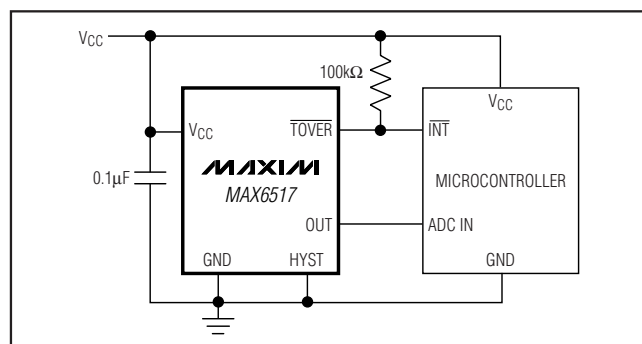 VCC
100kΩ
VCC
TOVER
MAXIM
MAX6517
OUT
GND
HYST
0.1µF
VCC
INT
MICROCONTROLLER
ADC IN
GND